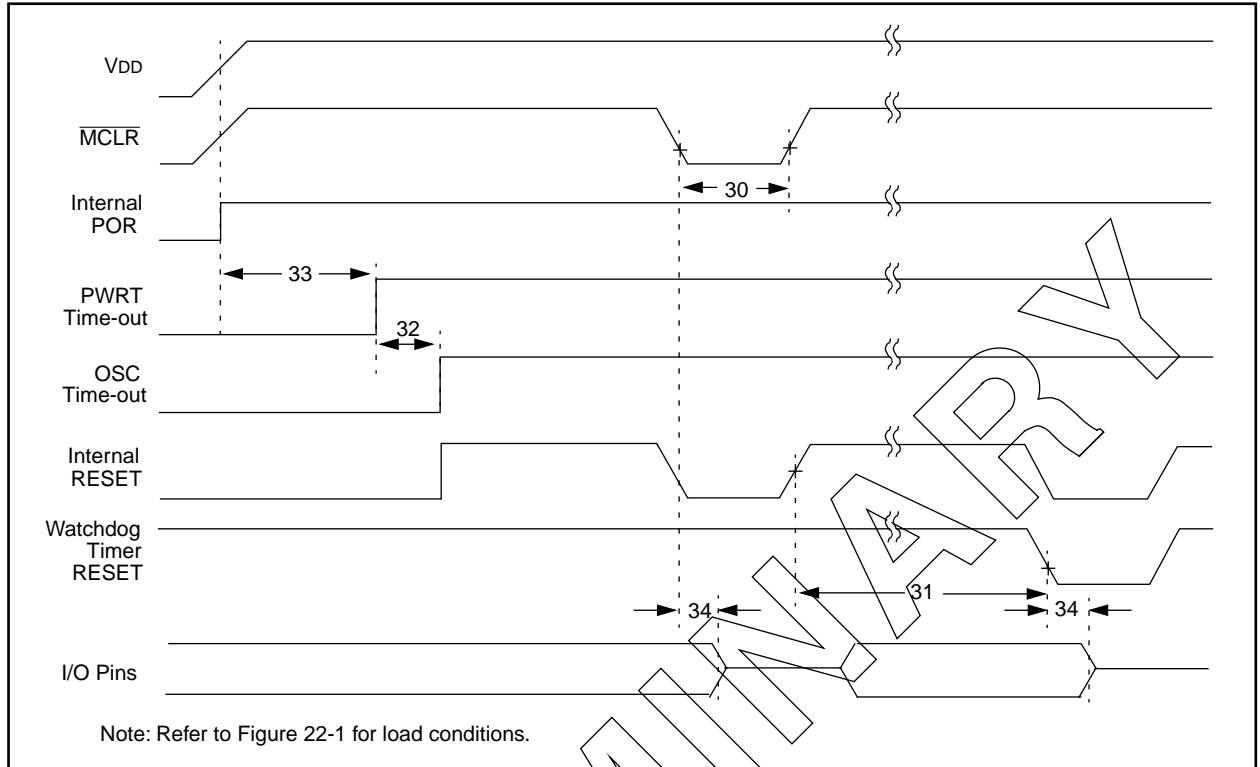 VDD
MCLR
Internal
POR
30
33
PWRT
Time-out
32
OSC
Time-out
Internal
RESET
Watchdog
Timer
RESET
31
34
34
I/O Pins
Note: Refer to Figure 22-1 for load conditions.